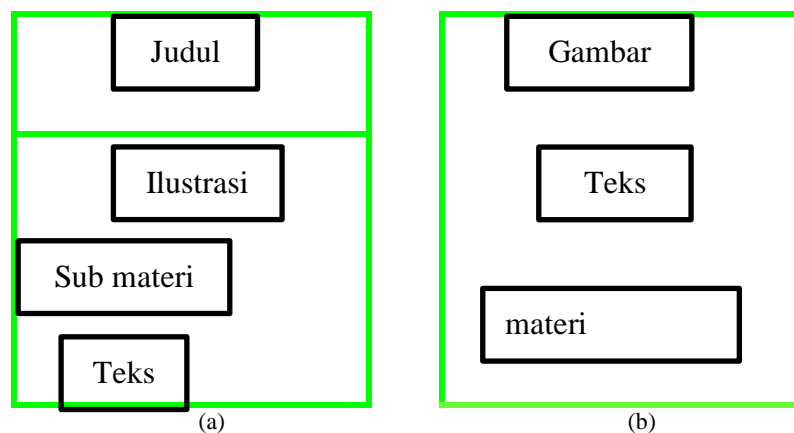 Judul
Ilustrasi
Sub materi
Teks
(a)
Gambar
Teks
materi
(b)